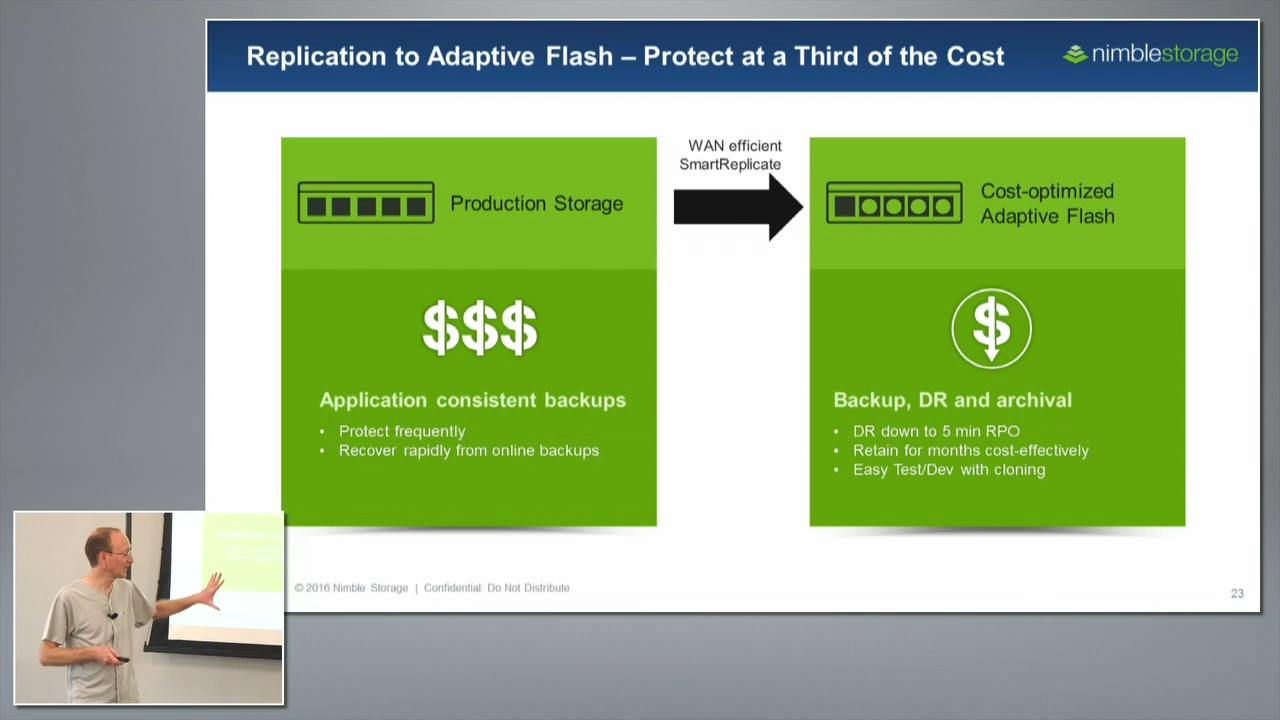 Replication to Adaptive Flash – Protect at a Third of the Cost
nimblestorage
WAN efficient
SmartReplicate
Production Storage
Cost-optimized
Adaptive Flash
$$$
$
Application consistent backups
• Protect frequently
• Recover rapidly from online backups
Backup, DR and archival
• DR down to 5 min RPO
• Retain for months cost-effectively
• Easy Test/Dev with cloning
© 2016 Nimble Storage | Confidential: Do Not Distribute
23